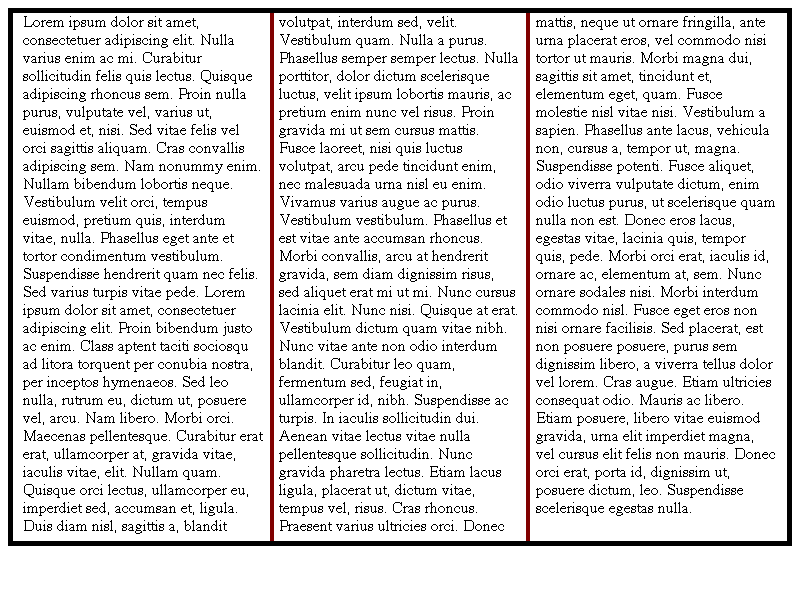 Lorem ipsum dolor sit amet,
consectetuer adipiscing elit. Nulla
varius enim ac mi. Curabitur
sollicitudin felis quis lectus. Quisque
adipiscing rhoncus sem. Proin nulla
purus, vulputate vel, varius ut,
euismod et, nisi. Sed vitae felis vel
orci sagittis aliquam. Cras convallis
adipiscing sem. Nam nonummy enim.
Nullam bibendum lobortis neque.
Vestibulum velit orci, tempus
euismod, pretium quis, interdum
vitae, nulla. Phasellus eget ante et
tortor condimentum vestibulum.
Suspendisse hendrerit quam nec felis.
Sed varius turpis vitae pede. Lorem
ipsum dolor sit amet, consectetuer
adipiscing elit. Proin bibendum justo
ac enim. Class aptent taciti sociosqu
ad litora torquent per conubia nostra,
per inceptos hymenaeos. Sed leo
nulla, rutrum eu, dictum ut, posuere
vel, arcu. Nam libero. Morbi orci.
Maecenas pellentesque. Curabitur erat
erat, ullamcorper at, gravida vitae,
iaculis vitae, elit. Nullam quam.
Quisque orci lectus, ullamcorper eu,
imperdiet sed, accumsan et, ligula.
Duis diam nisl, sagittis a, blandit
volutpat, interdum sed, velit.
Vestibulum quam. Nulla a purus.
Phasellus semper semper lectus. Nulla
porttitor, dolor dictum scelerisque
luctus, velit ipsum lobortis mauris, ac
pretium enim nunc vel risus. Proin
gravida mi ut sem cursus mattis.
Fusce laoreet, nisi quis luctus
volutpat, arcu pede tincidunt enim,
nec malesuada urna nisl eu enim.
Vivamus varius augue ac purus.
Vestibulum vestibulum. Phasellus et
est vitae ante accumsan rhoncus.
Morbi convallis, arcu at hendrerit
gravida, sem diam dignissim risus,
sed aliquet erat mi ut mi. Nunc cursus
lacinia elit. Nunc nisi. Quisque at erat.
Vestibulum dictum quam vitae nibh.
Nunc vitae ante non odio interdum
blandit. Curabitur leo quam,
fermentum sed, feugiat in,
ullamcorper id, nibh. Suspendisse ac
turpis. In iaculis sollicitudin dui.
Aenean vitae lectus vitae nulla
pellentesque sollicitudin. Nunc
gravida pharetra lectus. Etiam lacus
ligula, placerat ut, dictum vitae,
tempus vel, risus. Cras rhoncus.
Praesent varius ultricies orci. Donec
mattis, neque ut ornare fringilla, ante
urna placerat eros, vel commodo nisi
tortor ut mauris. Morbi magna dui,
sagittis sit amet, tincidunt et,
elementum eget, quam. Fusce
molestie nisl vitae nisi. Vestibulum a
sapien. Phasellus ante lacus, vehicula
non, cursus a, tempor ut, magna.
Suspendisse potenti. Fusce aliquet,
odio viverra vulputate dictum, enim
odio luctus purus, ut scelerisque quam
nulla non est. Donec eros lacus,
egestas vitae, lacinia quis, tempor
quis, pede. Morbi orci erat, iaculis id,
ornare ac, elementum at, sem. Nunc
ornare sodales nisi. Morbi interdum
commodo nisl. Fusce eget eros non
nisi ornare facilisis. Sed placerat, est
non posuere posuere, purus sem
dignissim libero, a viverra tellus dolor
vel lorem. Cras augue. Etiam ultricies
consequat odio. Mauris ac libero.
Etiam posuere, libero vitae euismod
gravida, urna elit imperdiet magna,
vel cursus elit felis non mauris. Donec
orci erat, porta id, dignissim ut,
posuere dictum, leo. Suspendisse
scelerisque egestas nulla.